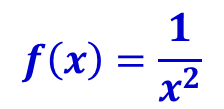 f(x) = 1/x²